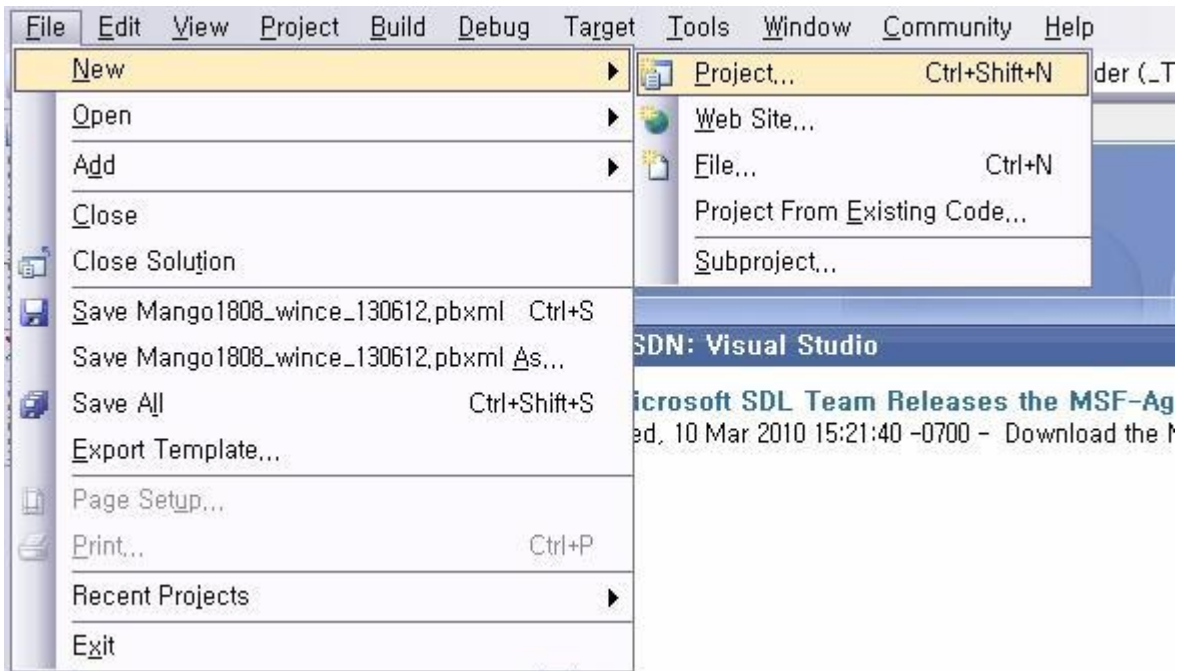 File Edit View Project Build Debug Target Tools Window Community Help
New
Project... Ctrl+Shift+N
der (_T
Open
Web Site...
Add
File... Ctrl+N
Close
Project From Existing Code...
Close Solution
Subproject...
Save Mango1808_wince_130612.pbxml Ctrl+S
Save Mango1808_wince_130612.pbxml As...
SDN: Visual Studio
Save All Ctrl+Shift+S
icrosoft SDL Team Releases the MSF-Ag
ed, 10 Mar 2010 15:21:40 -0700 - Download the
Export Template...
Page Setup...
Print... Ctrl+P
Recent Projects
Exit